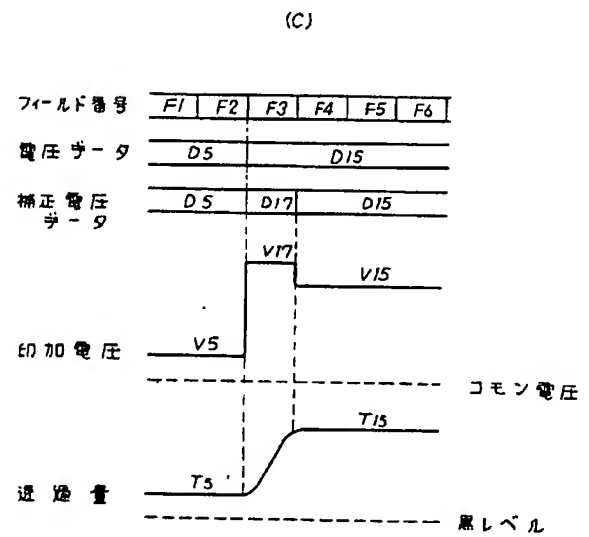 (C)
フィールド番号 F1 F2 F3 F4 F5 F6
電圧データ D5 D15
補正電圧データ D5 D17 D15
V17
V15
印加電圧 V5
コモン電圧
T15
透過量 T5
黒レベル